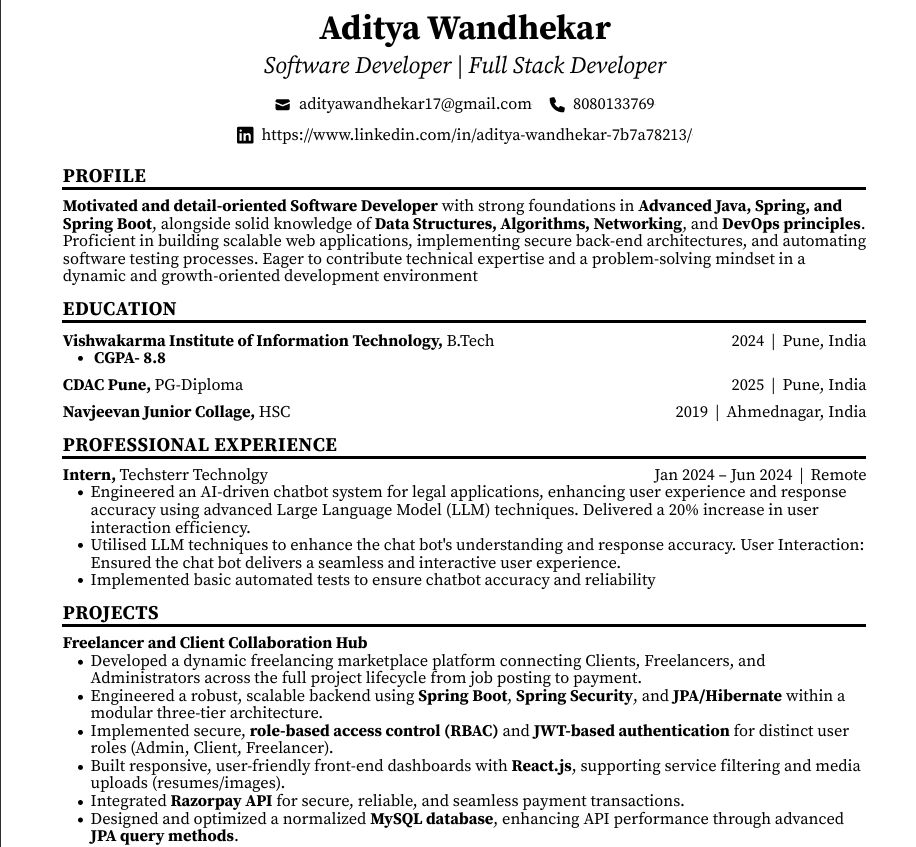 Aditya Wandhekar
Software Developer | Full Stack Developer
adityawandhekar17@gmail.com 8080133769
https://www.linkedin.com/in/aditya-wandhekar-7b7a78213/
PROFILE
Motivated and detail-oriented Software Developer with strong foundations in Advanced Java, Spring, and
Spring Boot, alongside solid knowledge of Data Structures, Algorithms, Networking, and DevOps principles.
Proficient in building scalable web applications, implementing secure back-end architectures, and automating
software testing processes. Eager to contribute technical expertise and a problem-solving mindset in a
dynamic and growth-oriented development environment
EDUCATION
Vishwakarma Institute of Information Technology, B.Tech 2024 | Pune, India
• CGPA- 8.8
CDAC Pune, PG-Diploma 2025 | Pune, India
Navjeevan Junior Collage, HSC 2019 | Ahmednagar, India
PROFESSIONAL EXPERIENCE
Intern, Techsterr Technolgy Jan 2024 – Jun 2024 | Remote
• Engineered an AI-driven chatbot system for legal applications, enhancing user experience and response
accuracy using advanced Large Language Model (LLM) techniques. Delivered a 20% increase in user
interaction efficiency.
• Utilised LLM techniques to enhance the chat bot's understanding and response accuracy. User Interaction:
Ensured the chat bot delivers a seamless and interactive user experience.
• Implemented basic automated tests to ensure chatbot accuracy and reliability
PROJECTS
Freelancer and Client Collaboration Hub
• Developed a dynamic freelancing marketplace platform connecting Clients, Freelancers, and
Administrators across the full project lifecycle from job posting to payment.
• Engineered a robust, scalable backend using Spring Boot, Spring Security, and JPA/Hibernate within a
modular three-tier architecture.
• Implemented secure, role-based access control (RBAC) and JWT-based authentication for distinct user
roles (Admin, Client, Freelancer).
• Built responsive, user-friendly front-end dashboards with React.js, supporting service filtering and media
uploads (resumes/images).
• Integrated Razorpay API for secure, reliable, and seamless payment transactions.
• Designed and optimized a normalized MySQL database, enhancing API performance through advanced
JPA query methods.